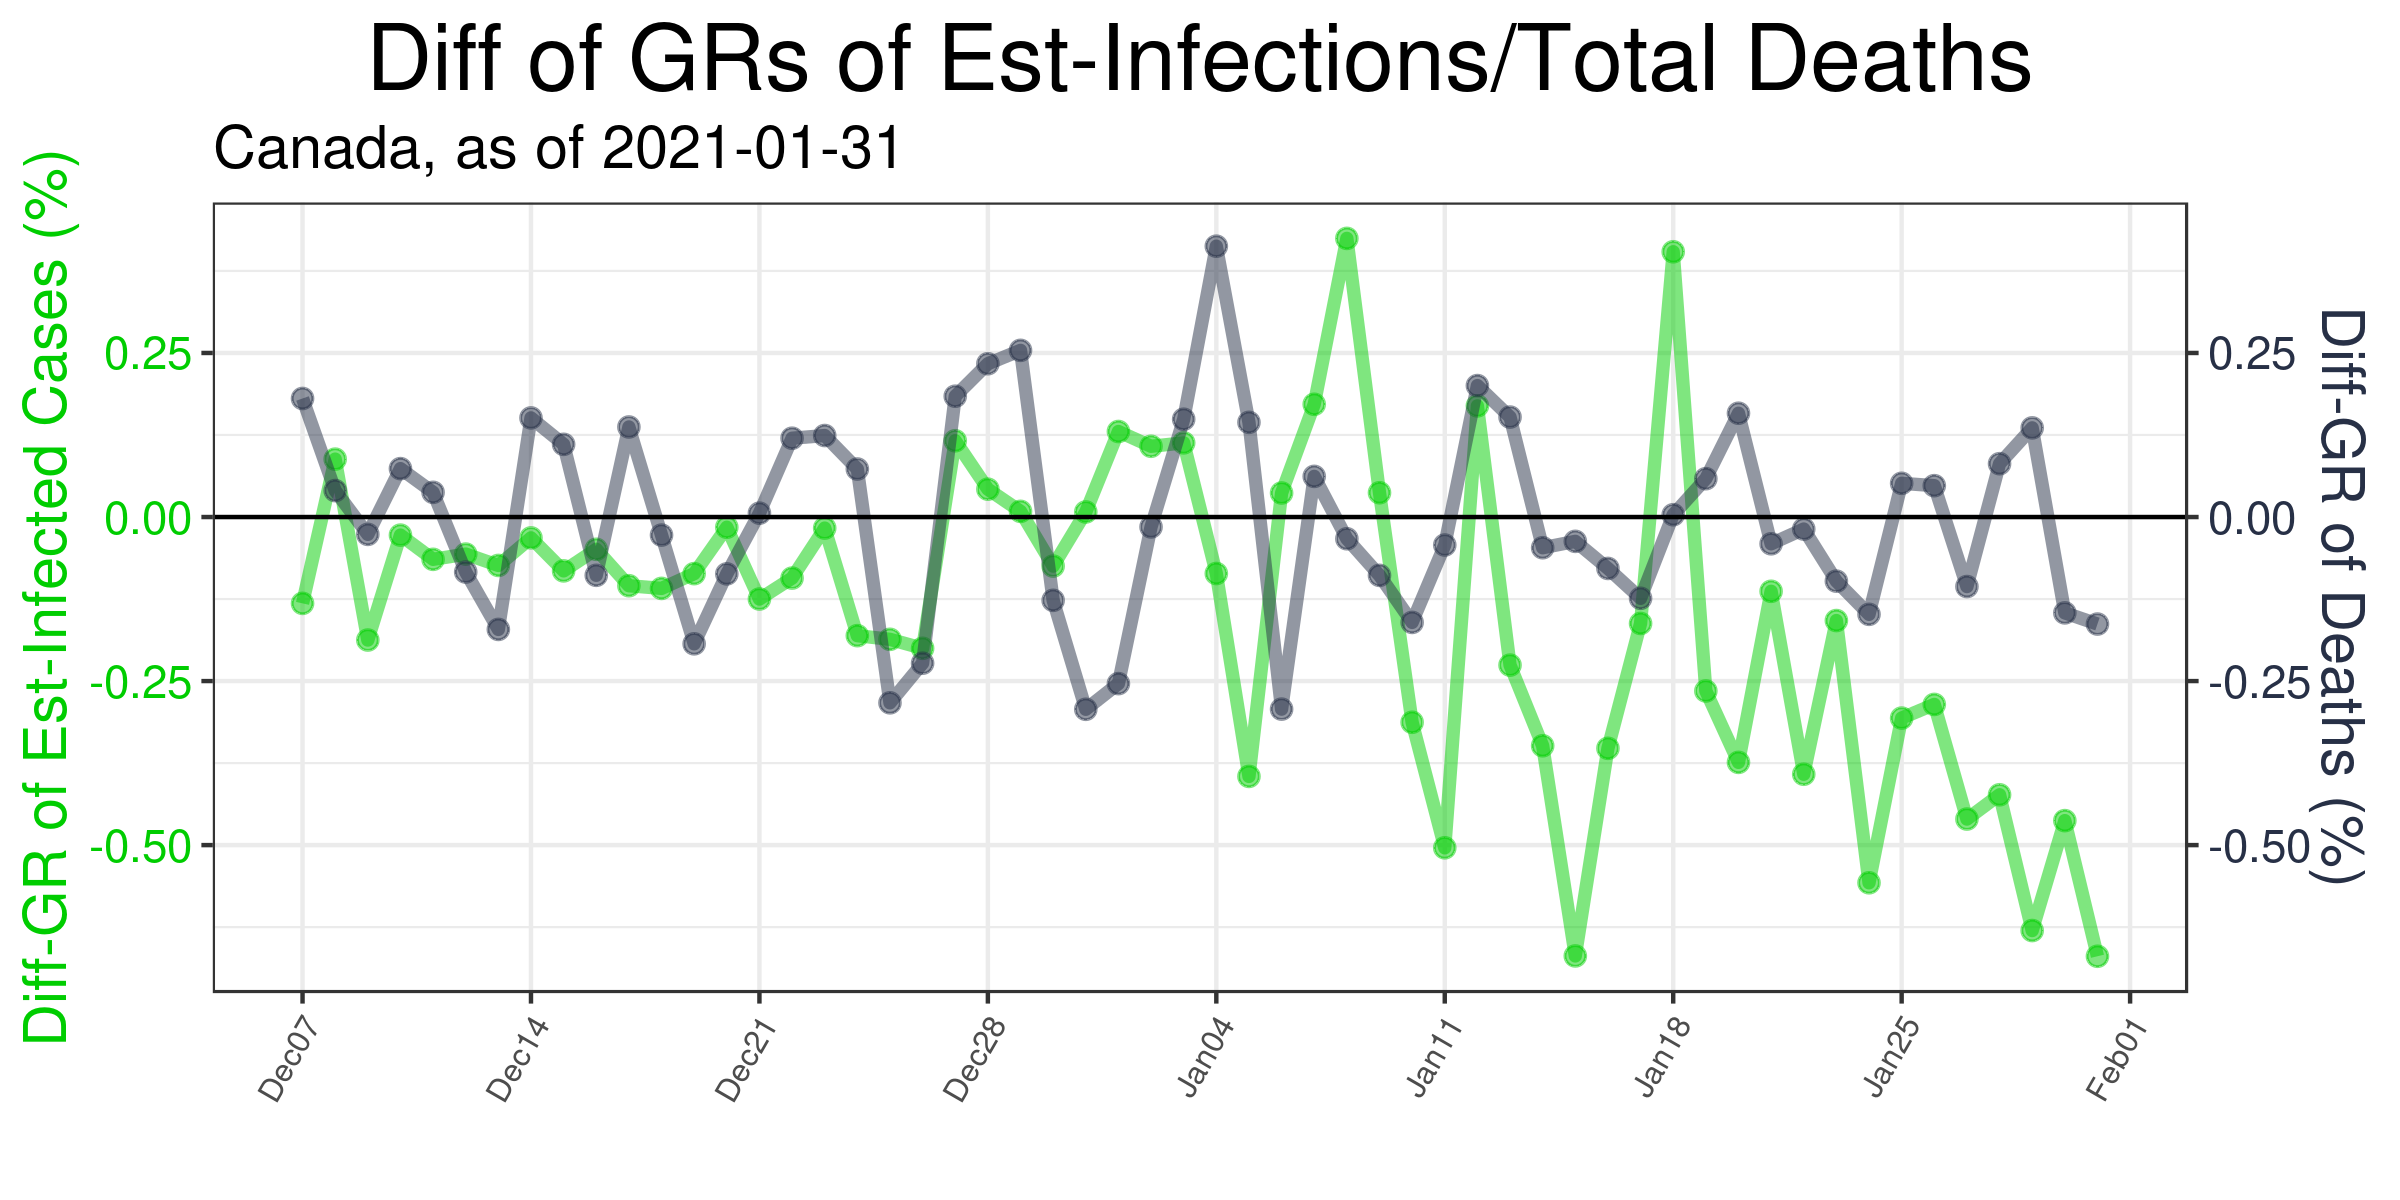 Diff of GRs of Est-Infections/Total Deaths
Canada, as of 2021-01-31
Diff-GR of Est-Infected Cases (%)
0.25
0.00
-0.25
-0.50
0.25
0.00
-0.25
-0.50
Diff-GR of Deaths (%)
Dec07
Dec14
Dec21
Dec28
Jan04
Jan11
Jan18
Jan25
Feb01